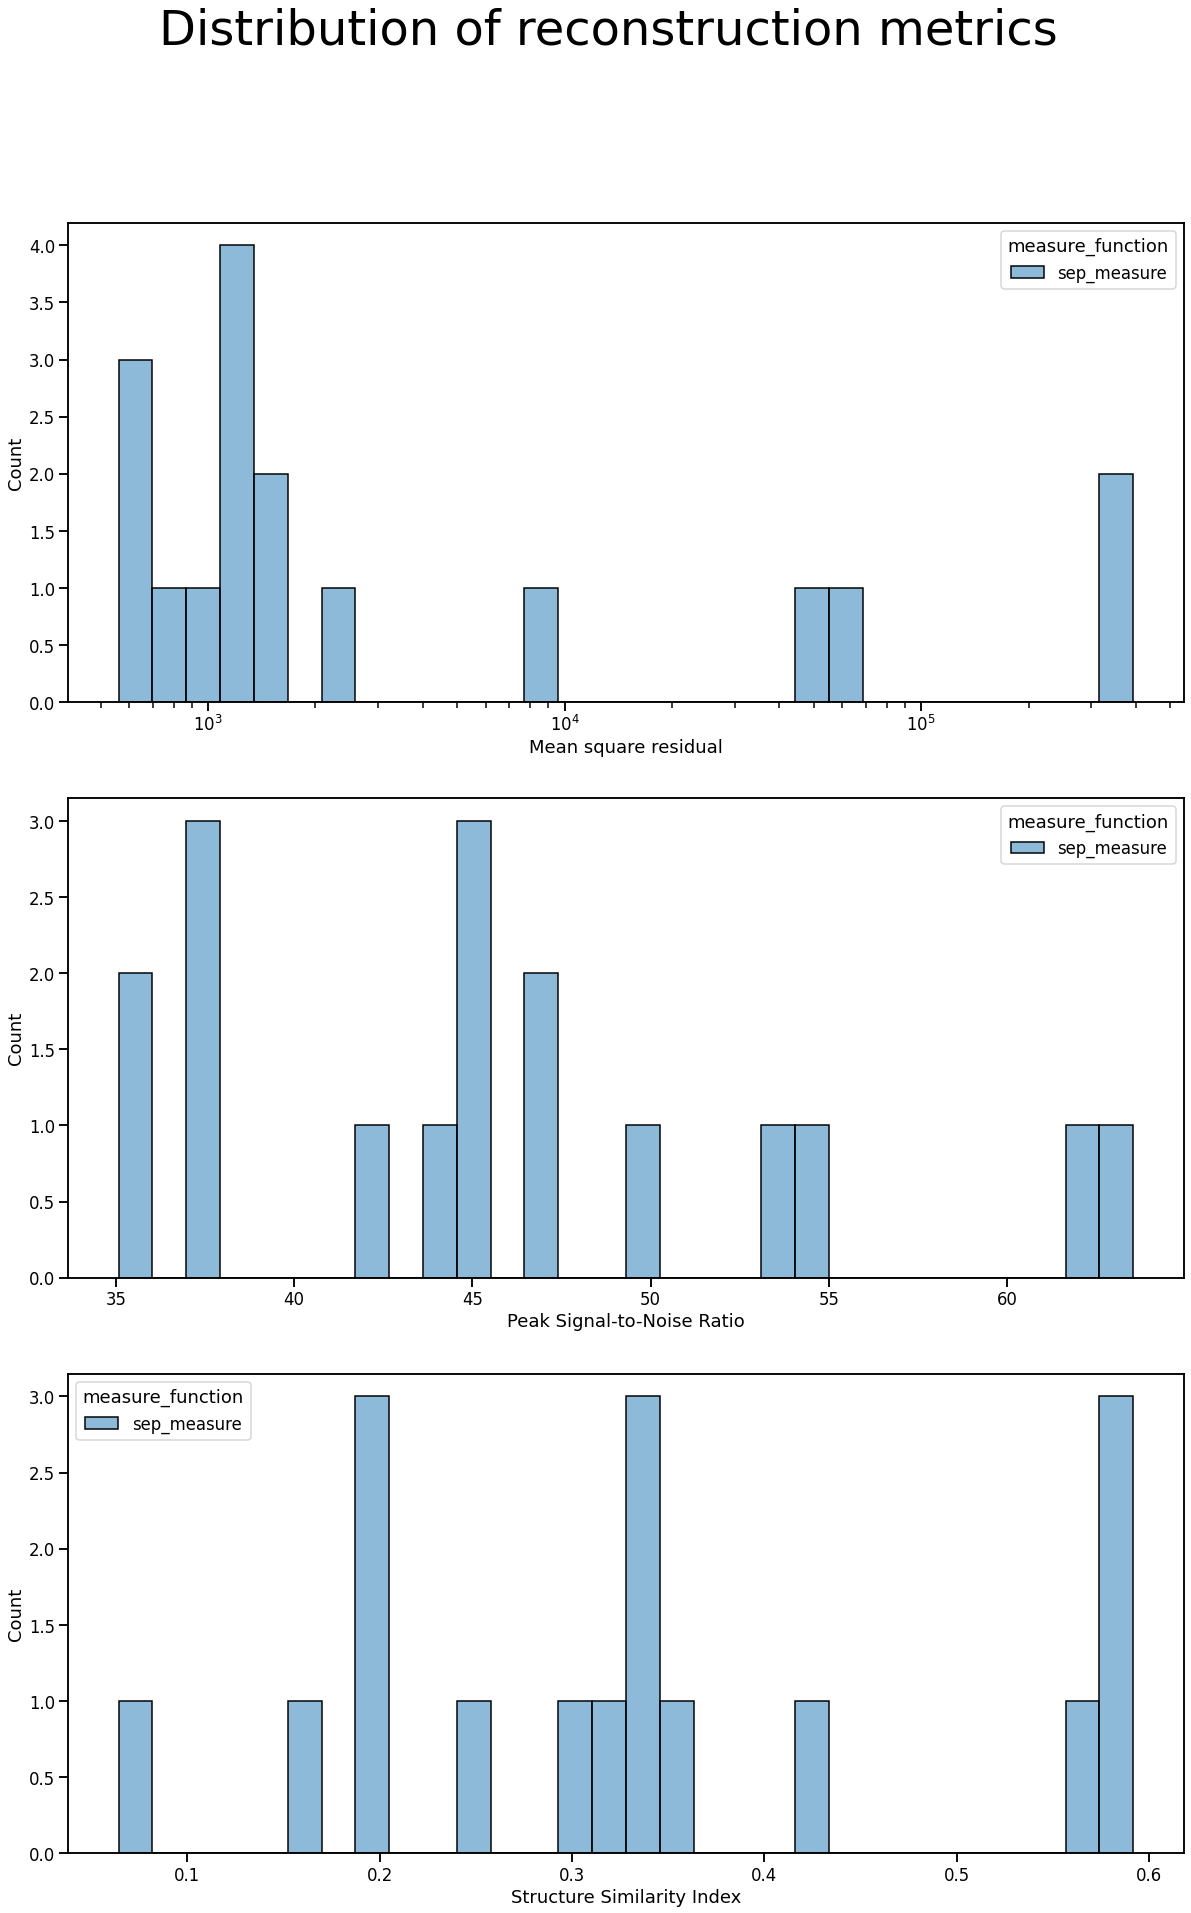 Distribution of reconstruction metrics
measure_function
sep_measure
4.0
3.5
3.0
2.5
2.0
1.5
1.0
0.5
0.0
Count
10³ 10⁴ 10⁵
Mean square residual
measure_function
sep_measure
3.0
2.5
2.0
1.5
1.0
0.5
0.0
Count
35 40 45 50 55 60
Peak Signal-to-Noise Ratio
measure_function
sep_measure
3.0
2.5
2.0
1.5
1.0
0.5
0.0
Count
0.1 0.2 0.3 0.4 0.5 0.6
Structure Similarity Index